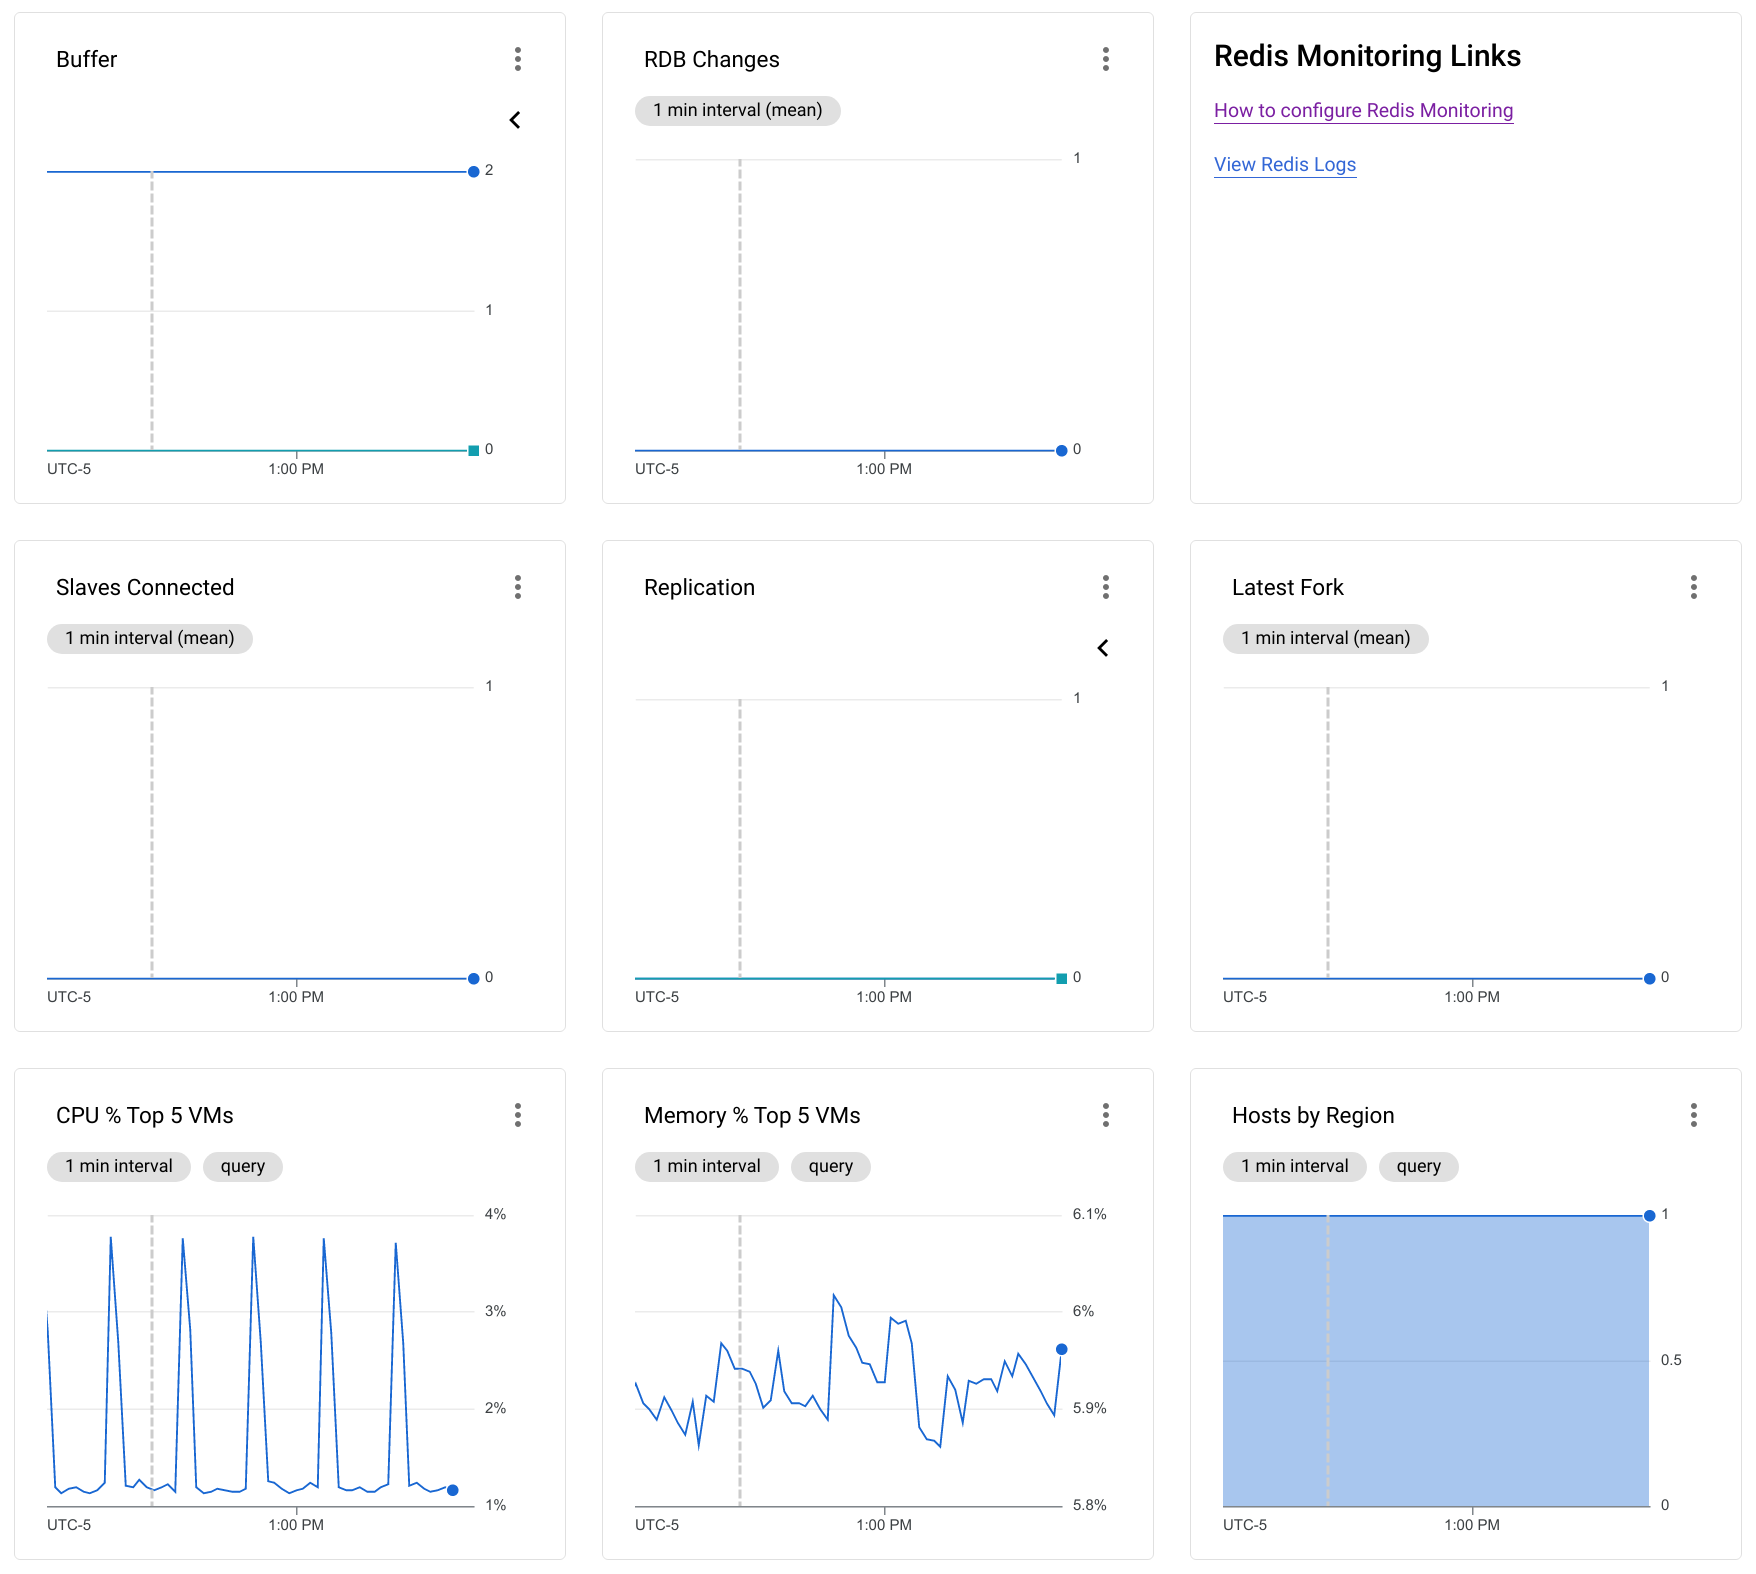 Buffer
2
1
0
UTC-5 1:00 PM
RDB Changes
1 min interval (mean)
1
0
UTC-5 1:00 PM
Redis Monitoring Links
How to configure Redis Monitoring
View Redis Logs
Slaves Connected
1 min interval (mean)
1
0
UTC-5 1:00 PM
Replication
1
0
UTC-5 1:00 PM
Latest Fork
1 min interval (mean)
1
0
UTC-5 1:00 PM
CPU % Top 5 VMs
1 min interval query
4%
3%
2%
1%
UTC-5 1:00 PM
Memory % Top 5 VMs
1 min interval query
6.1%
6%
5.9%
5.8%
UTC-5 1:00 PM
Hosts by Region
1 min interval query
1
0.5
0
UTC-5 1:00 PM